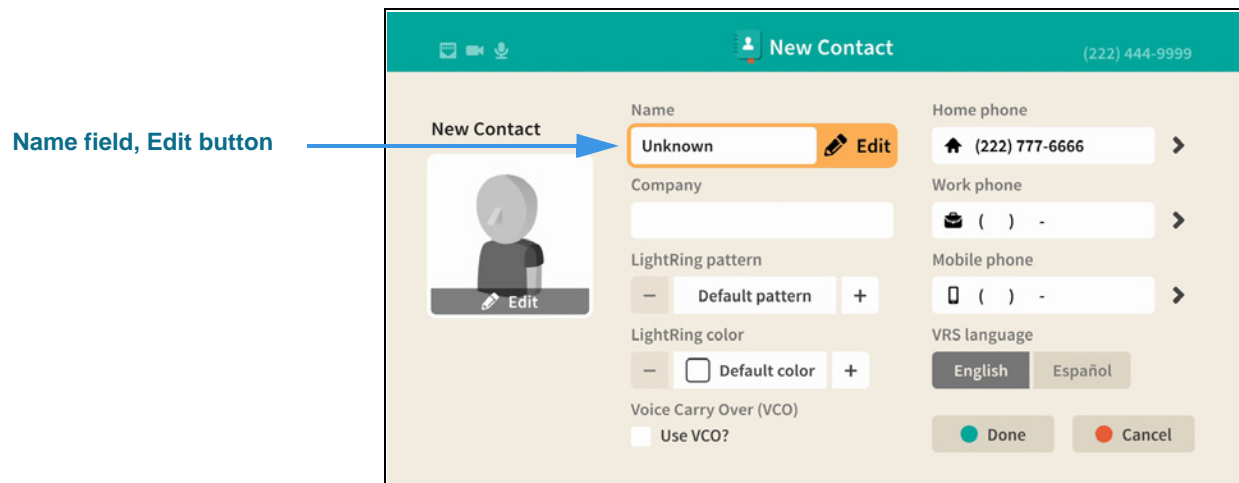 New Contact
(222) 444-9999
Name field, Edit button
New Contact
Edit
Name
Unknown
Edit
Company
LightRing pattern
− Default pattern +
LightRing color
− Default color +
Voice Carry Over (VCO)
Use VCO?
Home phone
(222) 777-6666
Work phone
( ) -
Mobile phone
( ) -
VRS language
English Español
Done Cancel